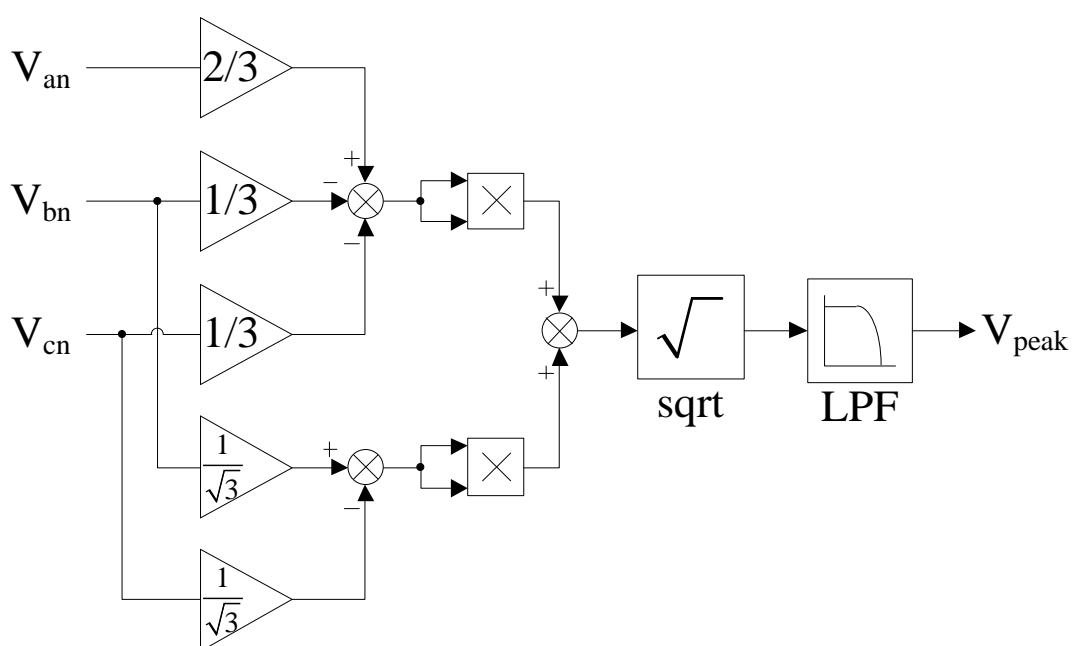 V_an
2/3
+
V_bn
1/3
−
−
V_cn
1/3
+
+
sqrt
LPF
V_peak
1/√3
+
−
1/√3